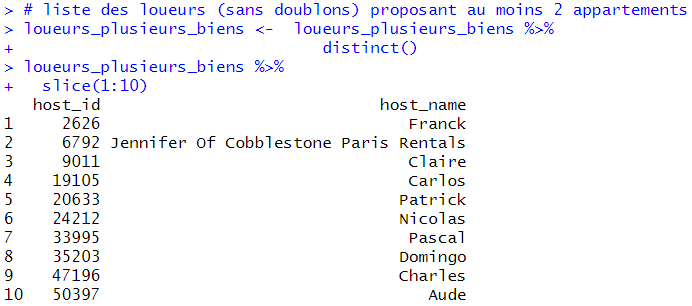 > # liste des loueurs (sans doublons) proposant au moins 2 appartements
> loueurs_plusieurs_biens <-  loueurs_plusieurs_biens %>%
+                               distinct()
> loueurs_plusieurs_biens %>%
+   slice(1:10)
   host_id                            host_name
1     2626                               Franck
2     6792 Jennifer Of Cobblestone Paris Rentals
3     9011                               Claire
4    19105                               Carlos
5    20633                              Patrick
6    24212                              Nicolas
7    33995                               Pascal
8    35203                              Domingo
9    47196                              Charles
10   50397                                 Aude